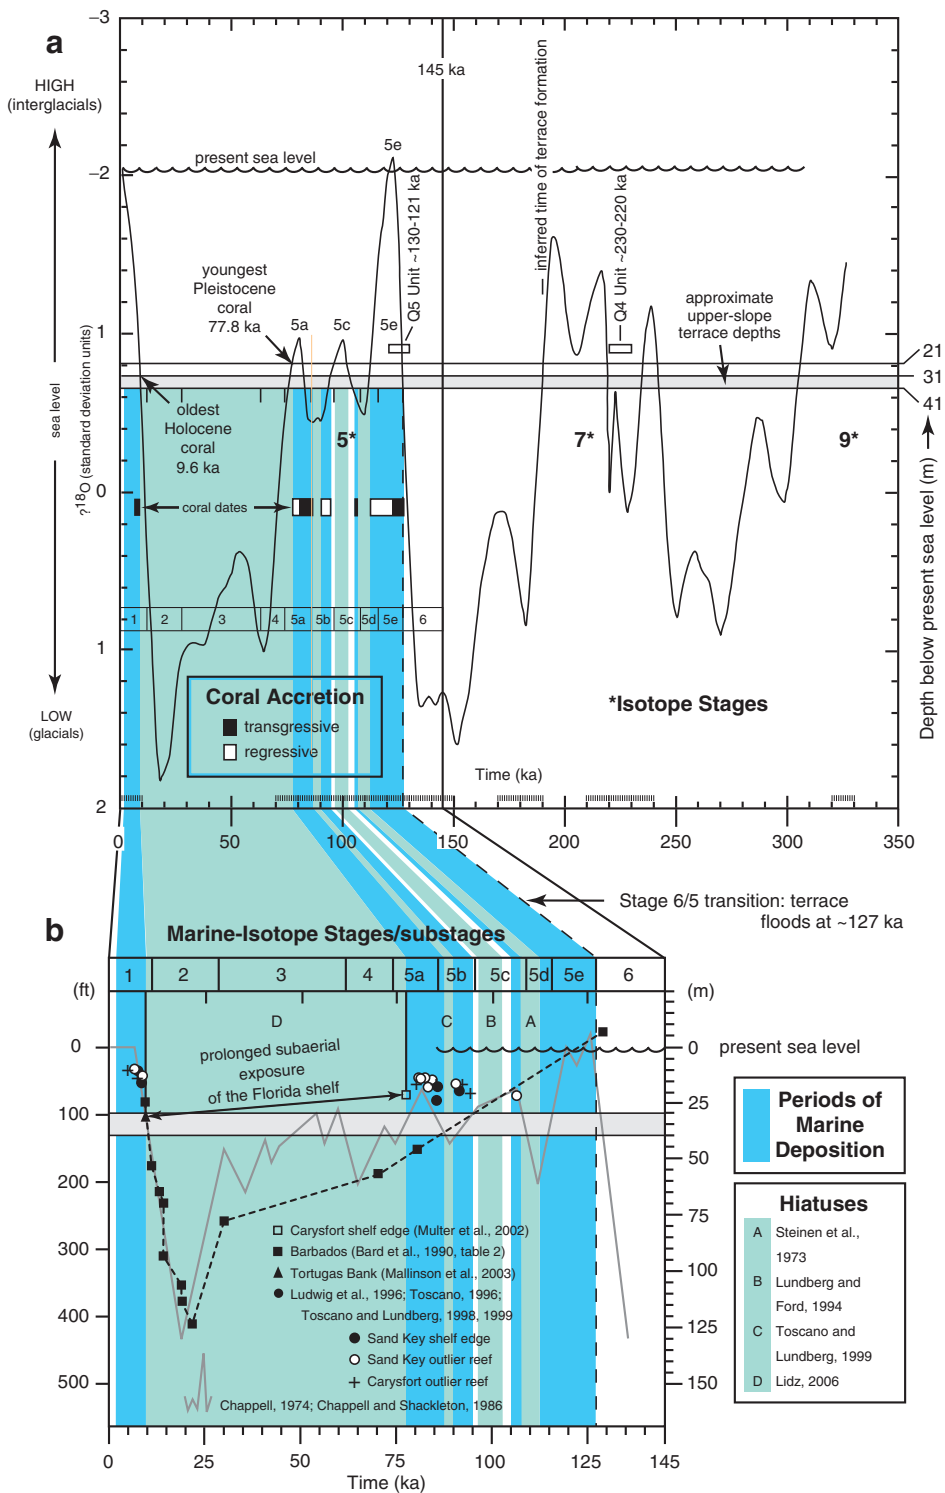 a
−3
HIGH
(interglacials)
145 ka
5e
present sea level
−2
inferred time of terrace formation
Q5 Unit ~130-121 ka
Q4 Unit ~230-220 ka
youngest
Pleistocene
coral
77.8 ka
5a
5c
5e
approximate
upper-slope
terrace depths
1
21
31
41
oldest
Holocene
coral
9.6 ka
5*
7*
9*
sea level
?18O (standard deviation units)
Depth below present sea level (m)
0
coral dates
1 2 3 4 5a 5b 5c 5d 5e 6
1
Coral Accretion
transgressive
regressive
*Isotope Stages
LOW
(glacials)
Time (ka)
2
0 50 100 150 200 250 300 350
Stage 6/5 transition: terrace
floods at ~127 ka
b
Marine-Isotope Stages/substages
1 2 3 4 5a 5b 5c 5d 5e 6
(ft)
(m)
D C B A
prolonged subaerial
exposure
of the Florida shelf
0
100
200
300
400
500
0
25
50
75
100
125
150
present sea level
Carysfort shelf edge (Multer et al., 2002)
Barbados (Bard et al., 1990, table 2)
Tortugas Bank (Mallinson et al., 2003)
Ludwig et al., 1996; Toscano, 1996;
Toscano and Lundberg, 1998, 1999
Sand Key shelf edge
Sand Key outlier reef
Carysfort outlier reef
Chappell, 1974; Chappell and Shackleton, 1986
0 25 50 75 100 125 145
Time (ka)
Periods of
Marine
Deposition
Hiatuses
A Steinen et al.,
1973
B Lundberg and
Ford, 1994
C Toscano and
Lundberg, 1999
D Lidz, 2006